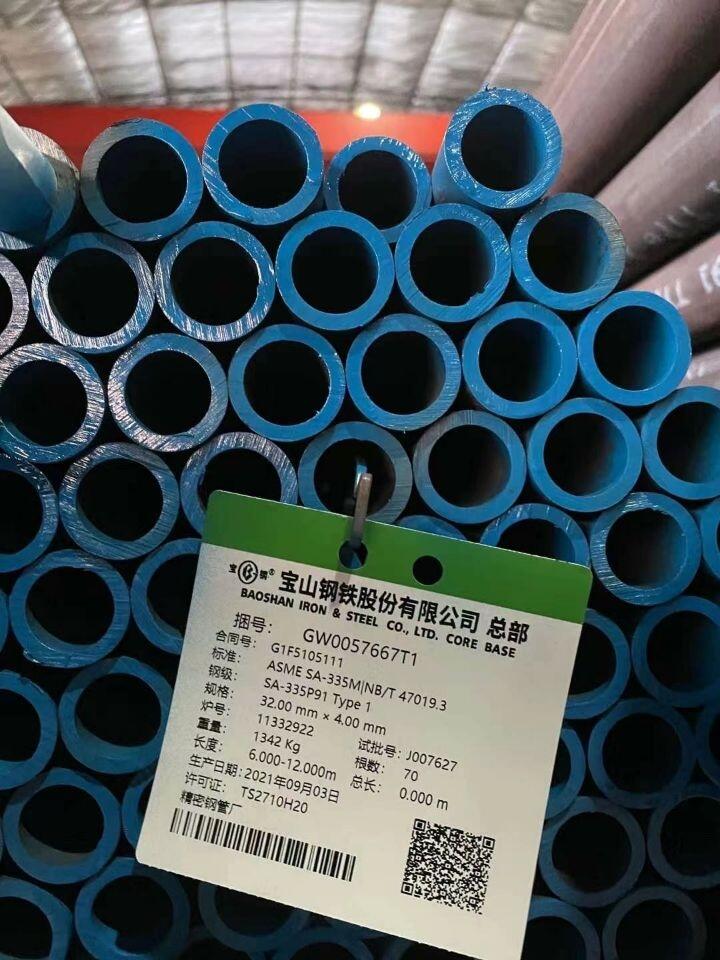 宝 钢®
宝山钢铁股份有限公司 总部
BAOSHAN IRON & STEEL CO., LTD. CORE BASE
捆号: GW0057667T1
合同号: G1F5105111
标准: ASME SA-335M|NB/T 47019.3
钢级: SA-335P91 Type 1
规格: 32.00 mm × 4.00 mm
炉号: 11332922 试批号: J007627
重量: 1342 Kg 根数: 70
长度: 6.000-12.000m 总长: 0.000 m
生产日期: 2021年09月03日
许可证: TS2710H20
精密钢管厂